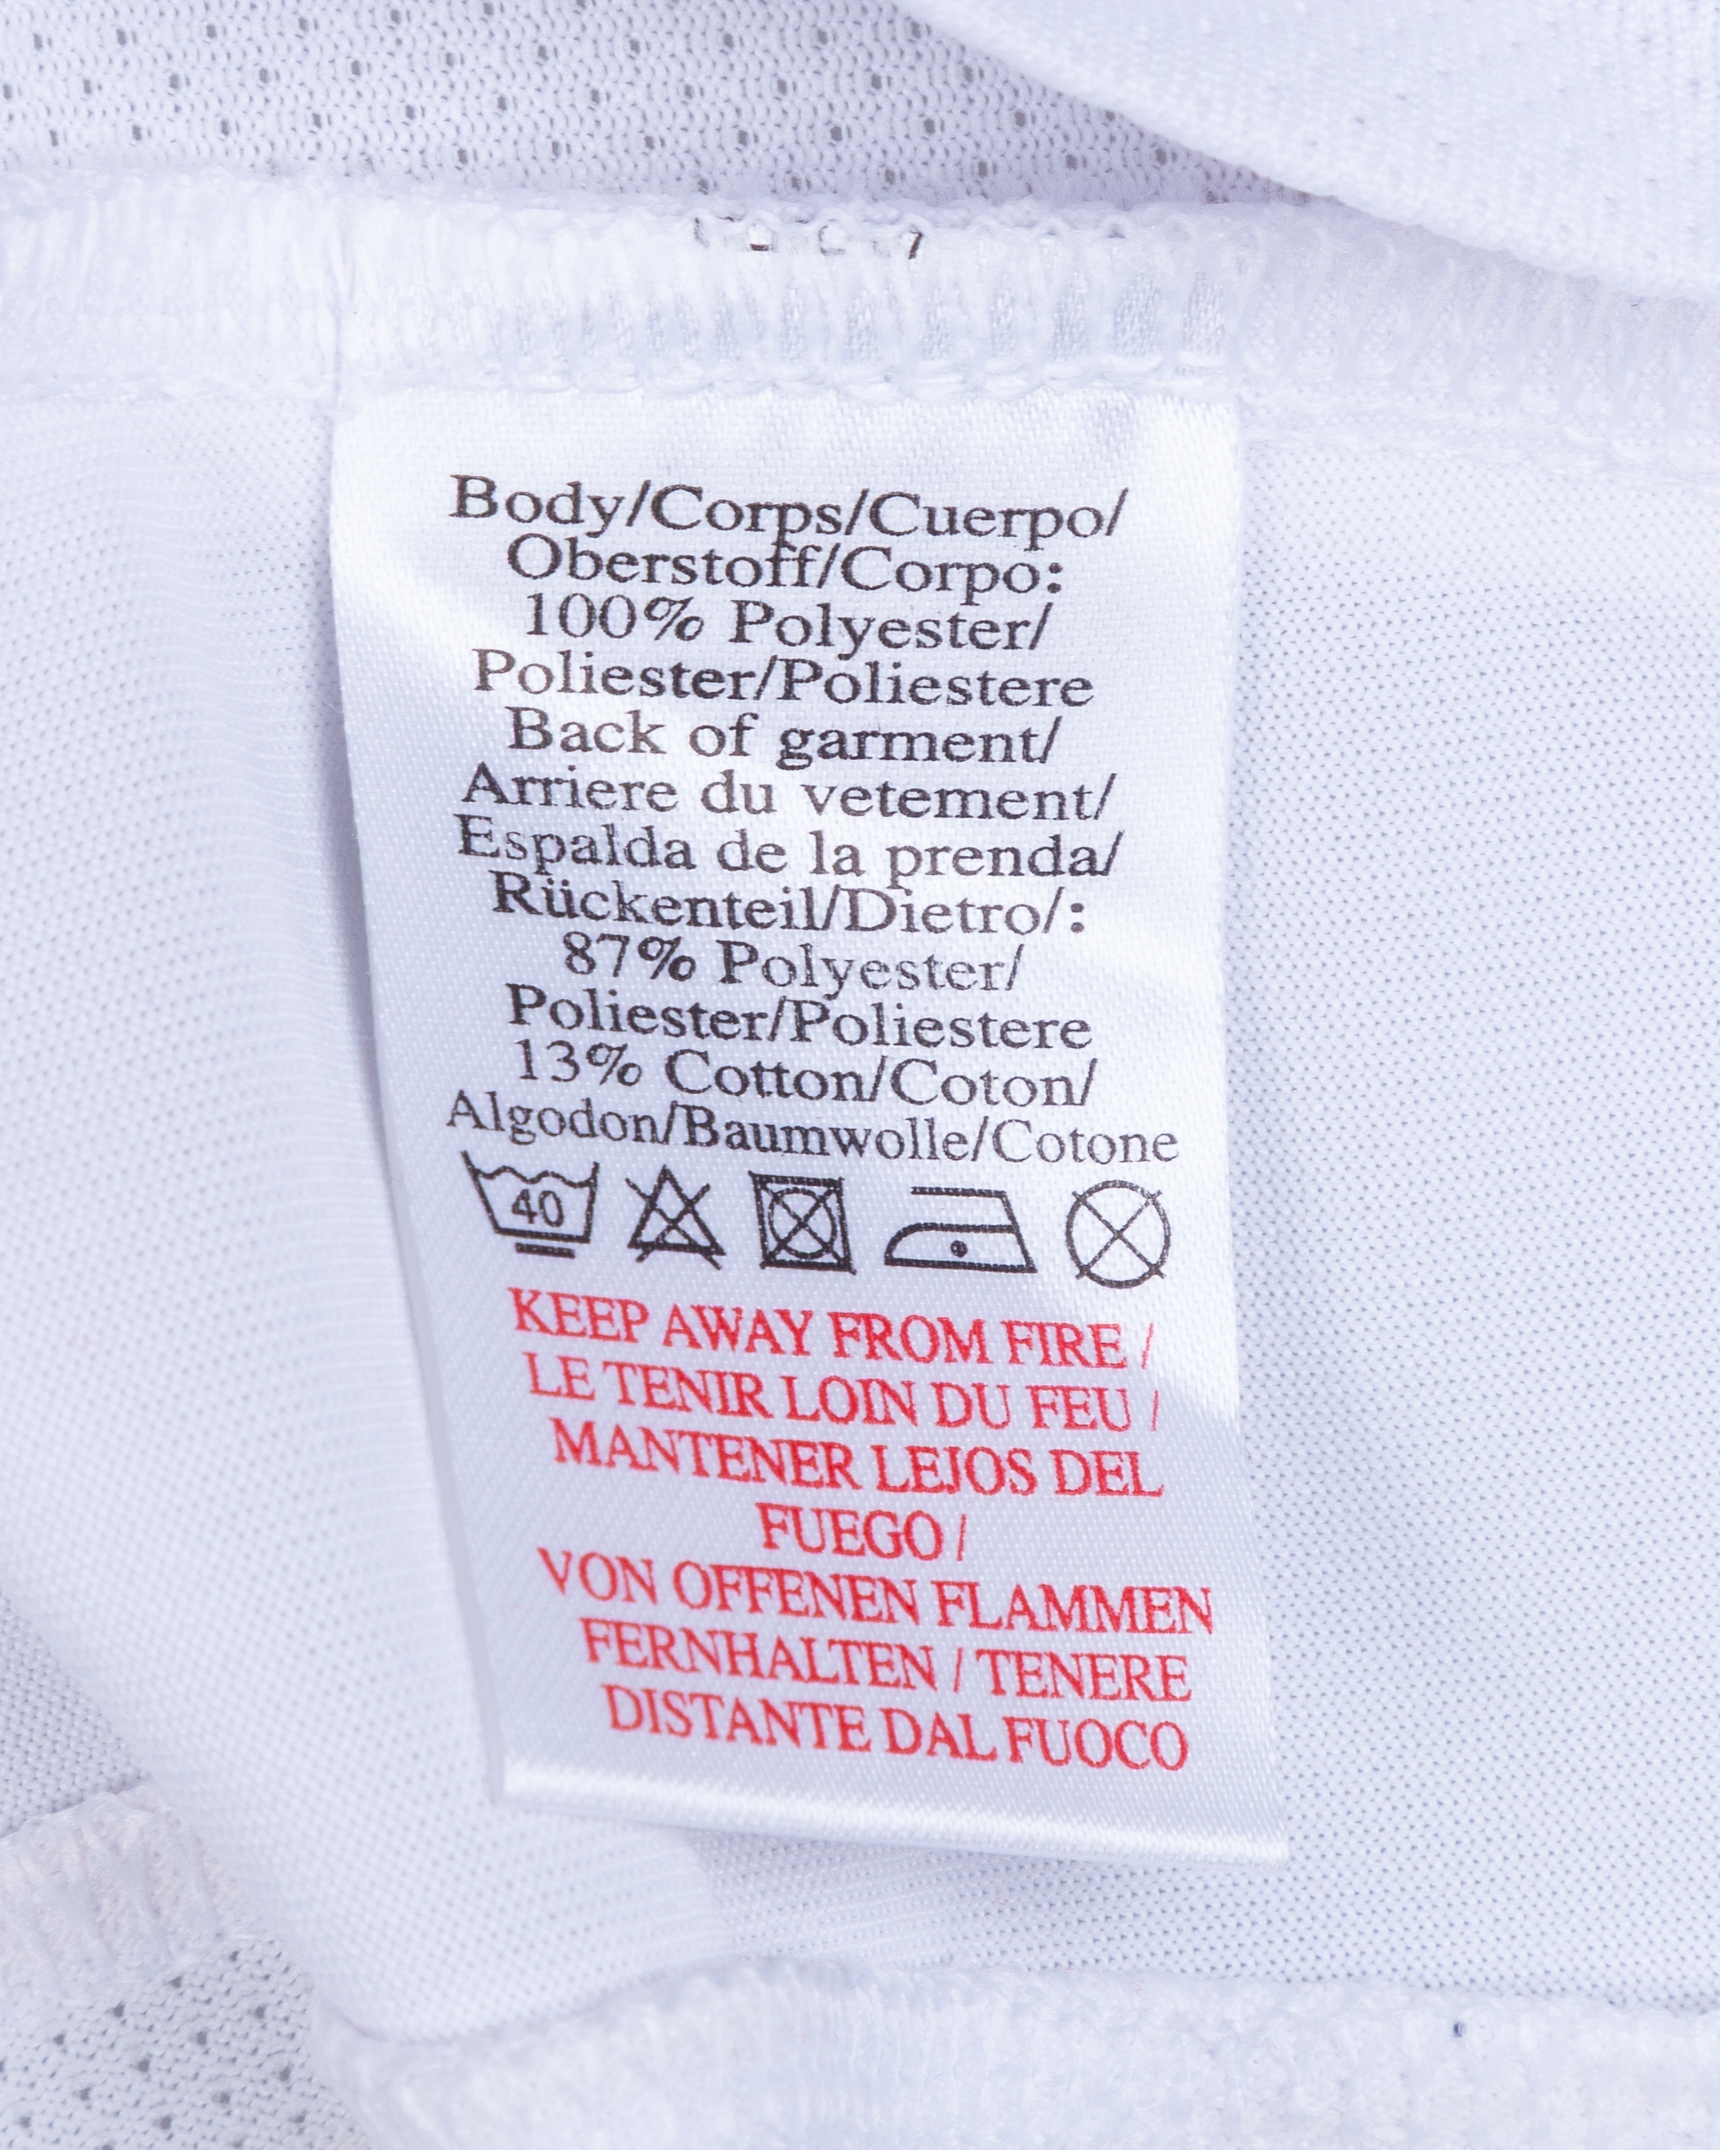 Body/Corps/Cuerpo/
Oberstoff/Corpo:
100% Polyester/
Poliester/Poliestere
Back of garment/
Arriere du vetement/
Espalda de la prenda/
Rückenteil/Dietro/:
87% Polyester/
Poliester/Poliestere
13% Cotton/Coton/
Algodon/Baumwolle/Cotone
40
KEEP AWAY FROM FIRE /
LE TENIR LOIN DU FEU /
MANTENER LEJOS DEL
FUEGO /
VON OFFENEN FLAMMEN
FERNHALTEN / TENERE
DISTANTE DAL FUOCO